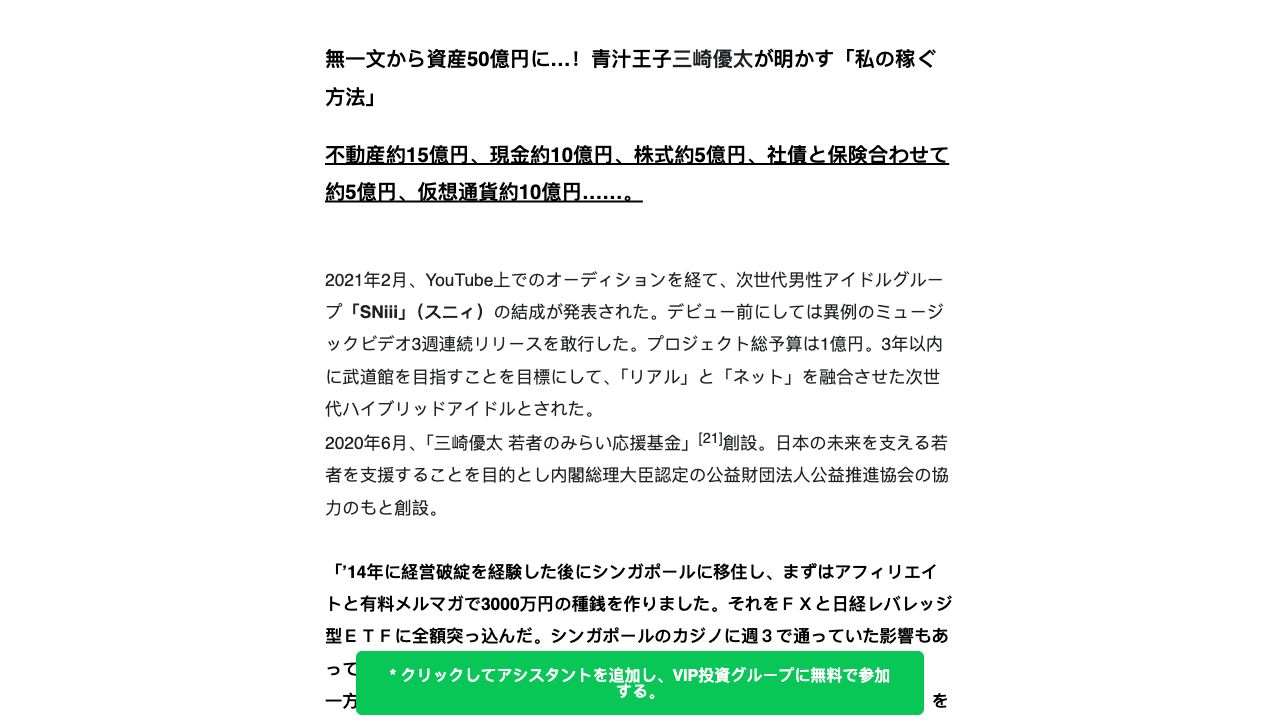 無一文から資産50億円に…！青汁王子三崎優太が明かす「私の稼ぐ
方法」
不動産約15億円、現金約10億円、株式約5億円、社債と保険合わせて
約5億円、仮想通貨約10億円……。
2021年2月、YouTube上でのオーディションを経て、次世代男性アイドルグルー
プ「SNiii」（スニィ）の結成が発表された。デビュー前にしては異例のミュージ
ックビデオ3週連続リリースを敢行した。プロジェクト総予算は1億円。3年以内
に武道館を目指すことを目標にして、「リアル」と「ネット」を融合させた次世
代ハイブリッドアイドルとされた。
2020年6月、「三崎優太 若者のみらい応援基金」[21]創設。日本の未来を支える若
者を支援することを目的とし内閣総理大臣認定の公益財団法人公益推進協会の協
力のもと創設。
「’14年に経営破綻を経験した後にシンガポールに移住し、まずはアフィリエイ
トと有料メルマガで3000万円の種銭を作りました。それをＦＸと日経レバレッジ
型ＥＴＦに全額突っ込んだ。シンガポールのカジノに週３で通っていた影響もあ
って
一方 を
* クリックしてアシスタントを追加し、VIP投資グループに無料で参加
する。